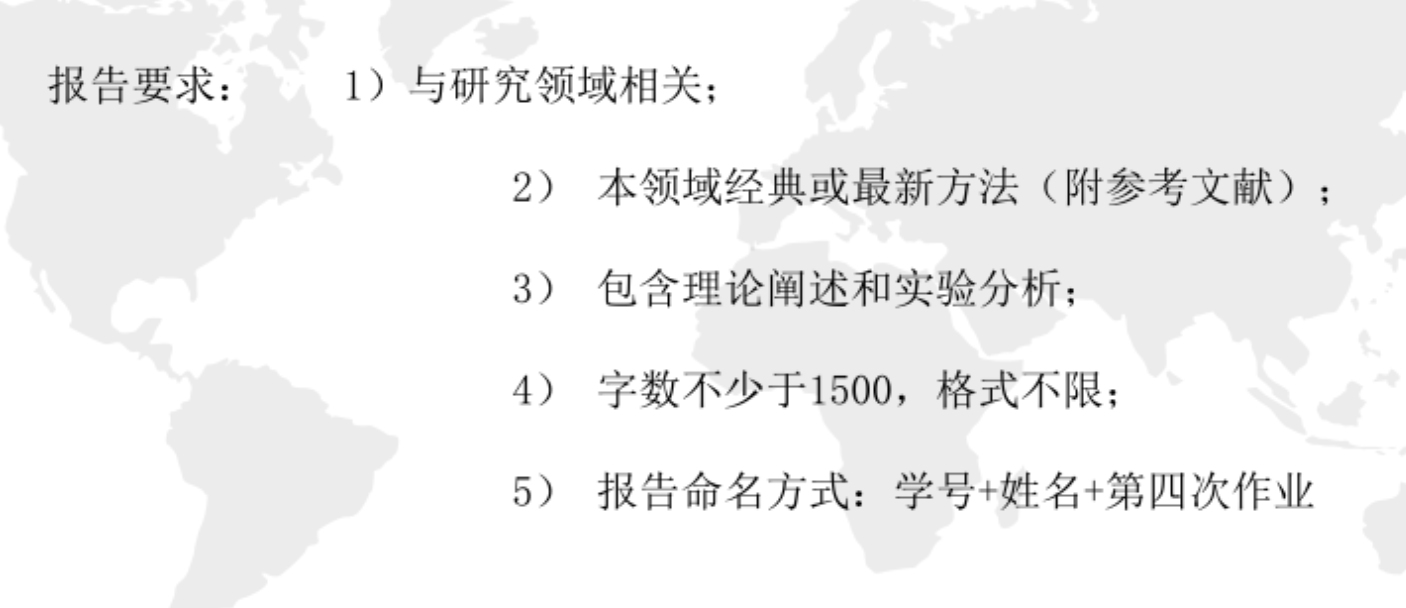 报告要求： 1）与研究领域相关；
2） 本领域经典或最新方法（附参考文献）；
3） 包含理论阐述和实验分析；
4） 字数不少于1500，格式不限；
5） 报告命名方式：学号+姓名+第四次作业